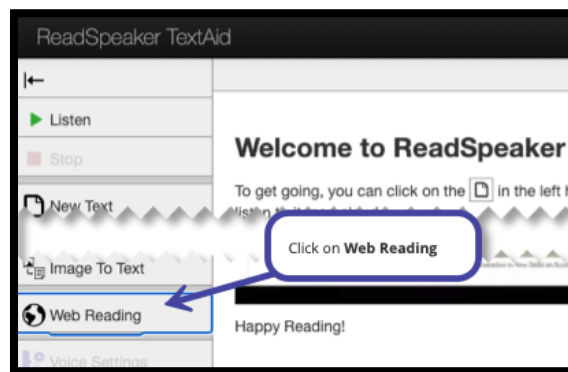 ReadSpeaker TextAid
Listen
Stop
Welcome to ReadSpeaker
To get going, you can click on the in the left h
New Text
Click on Web Reading
Image To Text
Web Reading
Happy Reading!
Voice Settings